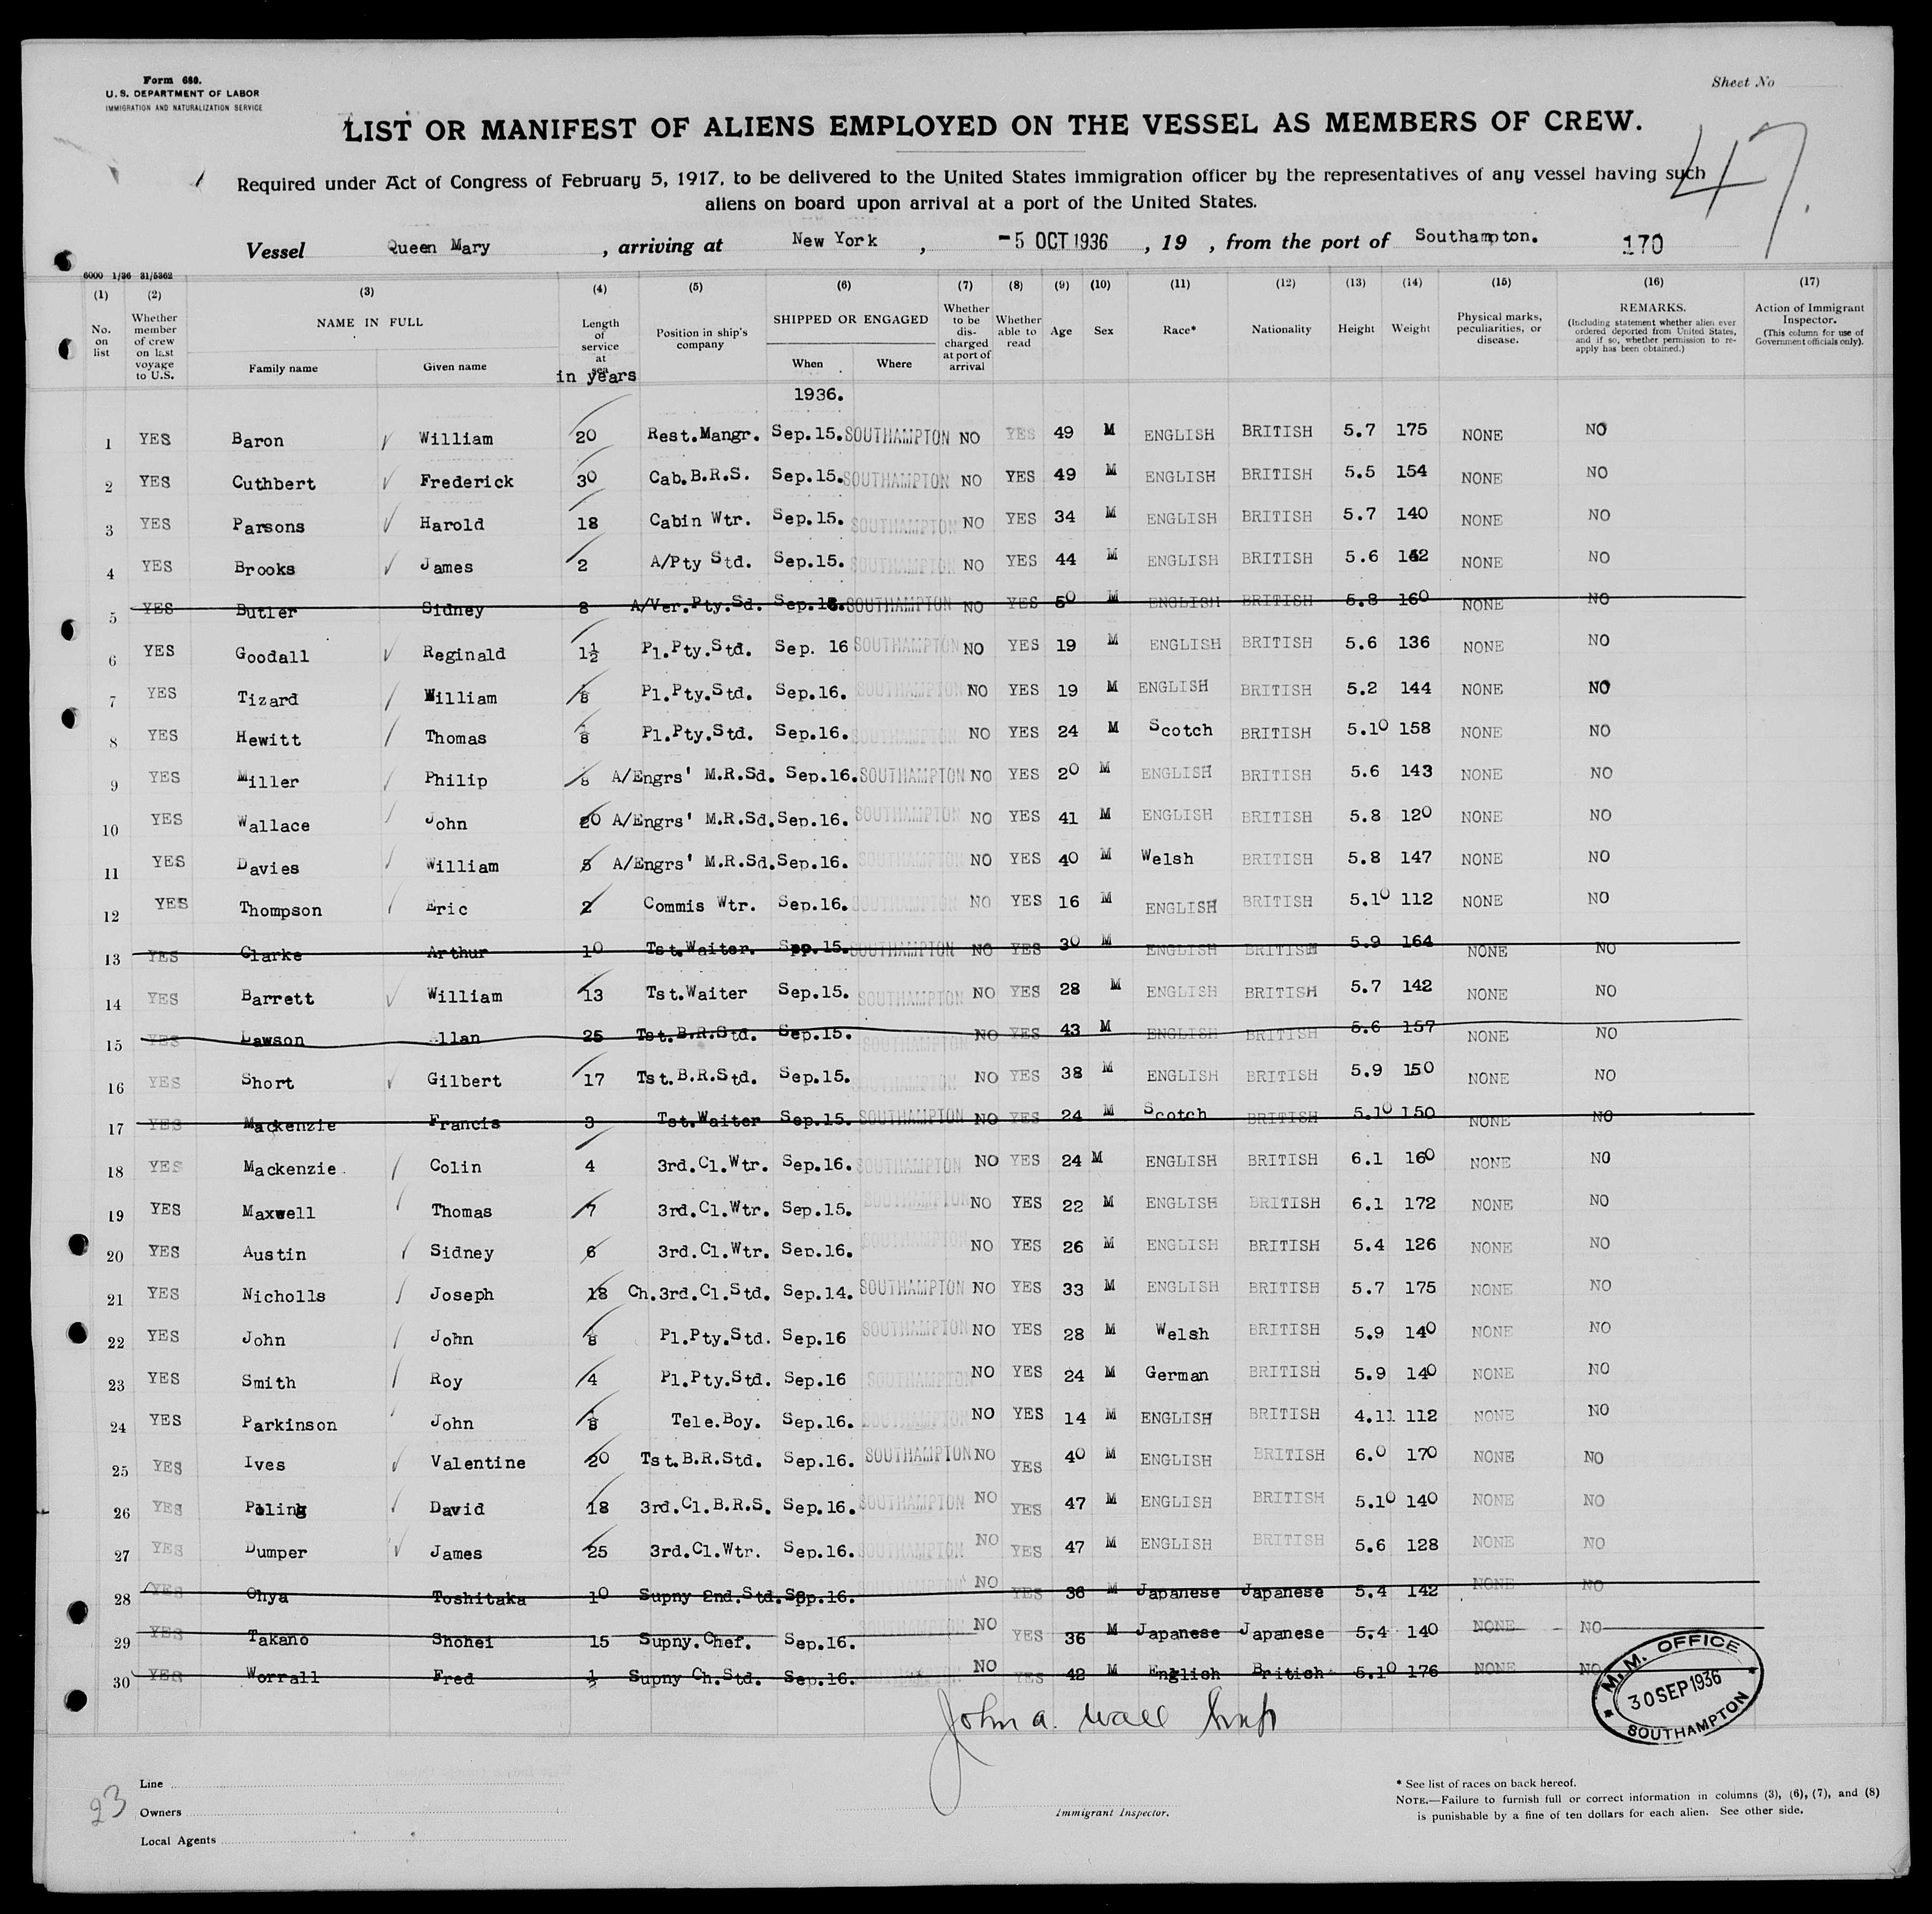 Form 680.
U. S. DEPARTMENT OF LABOR
IMMIGRATION AND NATURALIZATION SERVICE
Sheet No
LIST OR MANIFEST OF ALIENS EMPLOYED ON THE VESSEL AS MEMBERS OF CREW.
47.
Required under Act of Congress of February 5, 1917, to be delivered to the United States immigration officer by the representatives of any vessel having such
aliens on board upon arrival at a port of the United States.
Vessel Queen Mary , arriving at New York , -5 OCT 1936 , 19 , from the port of Southampton. 170
6000 1/36 31/5362
(1) (2) (3) (4) (5) (6) (7) (8) (9) (10) (11) (12) (13) (14) (15) (16) (17)
No. on list
Whether member of crew on last voyage to U.S.
NAME IN FULL
Family name Given name
Length of service at sea
in years
Position in ship's company
SHIPPED OR ENGAGED
When Where
Whether to be discharged at port of arrival
Whether able to read
Age Sex Race* Nationality Height Weight
Physical marks, peculiarities, or disease.
REMARKS.
(Including statement whether alien ever ordered deported from United States, and if so, whether permission to re-apply has been obtained.)
Action of Immigrant Inspector.
(This column for use of Government officials only).
1936.
1 YES Baron William 20 Rest.Mangr. Sep.15. SOUTHAMPTON NO YES 49 M ENGLISH BRITISH 5.7 175 NONE NO
2 YES Cuthbert Frederick 30 Cab.B.R.S. Sep.15. SOUTHAMPTON NO YES 49 M ENGLISH BRITISH 5.5 154 NONE NO
3 YES Parsons Harold 18 Cabin Wtr. Sep.15. SOUTHAMPTON NO YES 34 M ENGLISH BRITISH 5.7 140 NONE NO
4 YES Brooks James 2 A/Pty Std. Sep.15. SOUTHAMPTON NO YES 44 M ENGLISH BRITISH 5.6 NONE NO
5 YES Butler Sidney 8 A/Ver.Pty.Sd. SOUTHAMPTON NO YES 50 M ENGLISH BRITISH 5.8 160 NONE NO
6 YES Goodall Reginald 1½ Pl.Pty.Std. Sep. 16 SOUTHAMPTON NO YES 19 M ENGLISH BRITISH 5.6 136 NONE NO
7 YES Tizard William Pl.Pty.Std. Sep.16. SOUTHAMPTON NO YES 19 M ENGLISH BRITISH 5.2 144 NONE NO
8 YES Hewitt Thomas Pl.Pty.Std. Sep.16. SOUTHAMPTON NO YES 24 M Scotch BRITISH 5.10 158 NONE NO
9 YES Miller Philip A/Engrs' M.R.Sd. Sep.16. SOUTHAMPTON NO YES 20 M ENGLISH BRITISH 5.6 143 NONE NO
10 YES Wallace John 20 A/Engrs' M.R.Sd. Sep.16. SOUTHAMPTON NO YES 41 M ENGLISH BRITISH 5.8 120 NONE NO
11 YES Davies William A/Engrs' M.R.Sd. Sep.16. SOUTHAMPTON NO YES 40 M Welsh BRITISH 5.8 147 NONE NO
12 YES Thompson Eric 2 Commis Wtr. Sep.16. SOUTHAMPTON NO YES 16 M ENGLISH BRITISH 5.10 112 NONE NO
13 YES Clarke Arthur 10 Tst.Waiter. Sep.15. SOUTHAMPTON NO YES 30 M ENGLISH BRITISH 5.9 164 NONE NO
14 YES Barrett William 13 Tst.Waiter Sep.15. SOUTHAMPTON NO YES 28 M ENGLISH BRITISH 5.7 142 NONE NO
15 YES Lawson Allan 25 Tst.B.R.Std. Sep.15. SOUTHAMPTON NO YES 43 M ENGLISH BRITISH 5.6 157 NONE NO
16 YES Short Gilbert 17 Tst.B.R.Std. Sep.15. SOUTHAMPTON NO YES 38 M ENGLISH BRITISH 5.9 150 NONE NO
17 YES Mackenzie Francis 3 Tst.Waiter Sep.15. SOUTHAMPTON NO YES 24 M Scotch BRITISH 5.10 150 NONE NO
18 YES Mackenzie. Colin 4 3rd.Cl.Wtr. Sep.16. SOUTHAMPTON NO YES 24 M ENGLISH BRITISH 6.1 160 NONE NO
19 YES Maxwell Thomas 7 3rd.Cl.Wtr. Sep.15. SOUTHAMPTON NO YES 22 M ENGLISH BRITISH 6.1 172 NONE NO
20 YES Austin Sidney 6 3rd.Cl.Wtr. Sep.16. SOUTHAMPTON NO YES 26 M ENGLISH BRITISH 5.4 126 NONE NO
21 YES Nicholls Joseph 18 Ch.3rd.Cl.Std. Sep.14. SOUTHAMPTON NO YES 33 M ENGLISH BRITISH 5.7 175 NONE NO
22 YES John John Pl.Pty.Std. Sep.16 SOUTHAMPTON NO YES 28 M Welsh BRITISH 5.9 140 NONE NO
23 YES Smith Roy 4 Pl.Pty.Std. Sep.16 SOUTHAMPTON NO YES 24 M German BRITISH 5.9 140 NONE NO
24 YES Parkinson John Tele.Boy. Sep.16. SOUTHAMPTON NO YES 14 M ENGLISH BRITISH 4.11 112 NONE NO
25 YES Ives Valentine 20 Tst.B.R.Std. Sep.16. SOUTHAMPTON NO YES 40 M ENGLISH BRITISH 6.0 170 NONE NO
26 YES David 18 3rd.Cl.B.R.S. Sep.16. SOUTHAMPTON NO YES 47 M ENGLISH BRITISH 5.10 140 NONE NO
27 YES Dumper James 25 3rd.Cl.Wtr. Sep.16. SOUTHAMPTON NO YES 47 M ENGLISH BRITISH 5.6 128 NONE NO
28 YES Ohya Toshitaka 10 Supny 2nd.Std. Sep.16. NO YES 36 M Japanese Japanese 5.4 142 NONE NO
29 YES Takano Shohei 15 Supny.Chef. Sep.16. SOUTHAMPTON NO YES 36 M Japanese Japanese 5.4 140 NONE NO
30 YES Worrall Fred ½ Supny Ch.Std. Sep.16. SOUTHAMPTON NO YES 42 M English British 5.10 176 NONE NO
M.M. OFFICE
30 SEP 1936
SOUTHAMPTON
John A. Wall Insp
23
Line
Owners
Local Agents
Immigrant Inspector.
* See list of races on back hereof.
NOTE.—Failure to furnish full or correct information in columns (3), (6), (7), and (8)
is punishable by a fine of ten dollars for each alien. See other side.